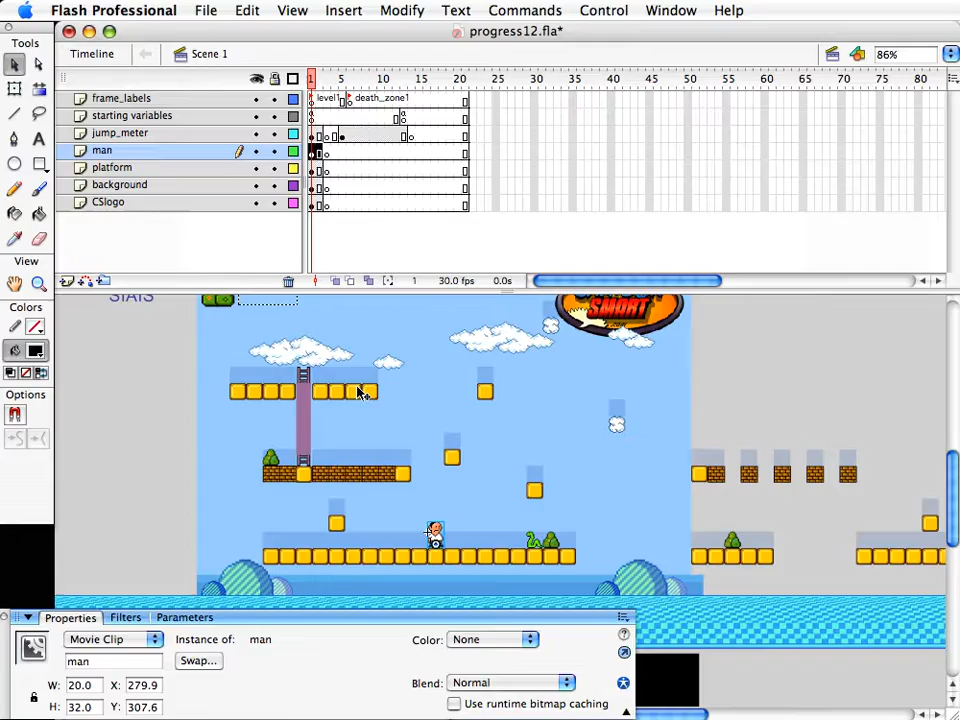 Flash Professional File Edit View Insert Modify Text Commands Control Window Help
progress12.fla*
Tools
Timeline Scene 1 86%
1 5 10 15 20 25 30 35 40 45 50 55 60 65 70 75 80
frame_labels level1 death_zone1
starting variables
jump_meter
man
platform
background
CSlogo
View
1 30.0 fps 0.0s
STATS
SMART
Colors
Options
Properties Filters Parameters
Movie Clip Instance of: man Color: None
man Swap...
W: 20.0 X: 279.9 Blend: Normal
H: 32.0 Y: 307.6 Use runtime bitmap caching